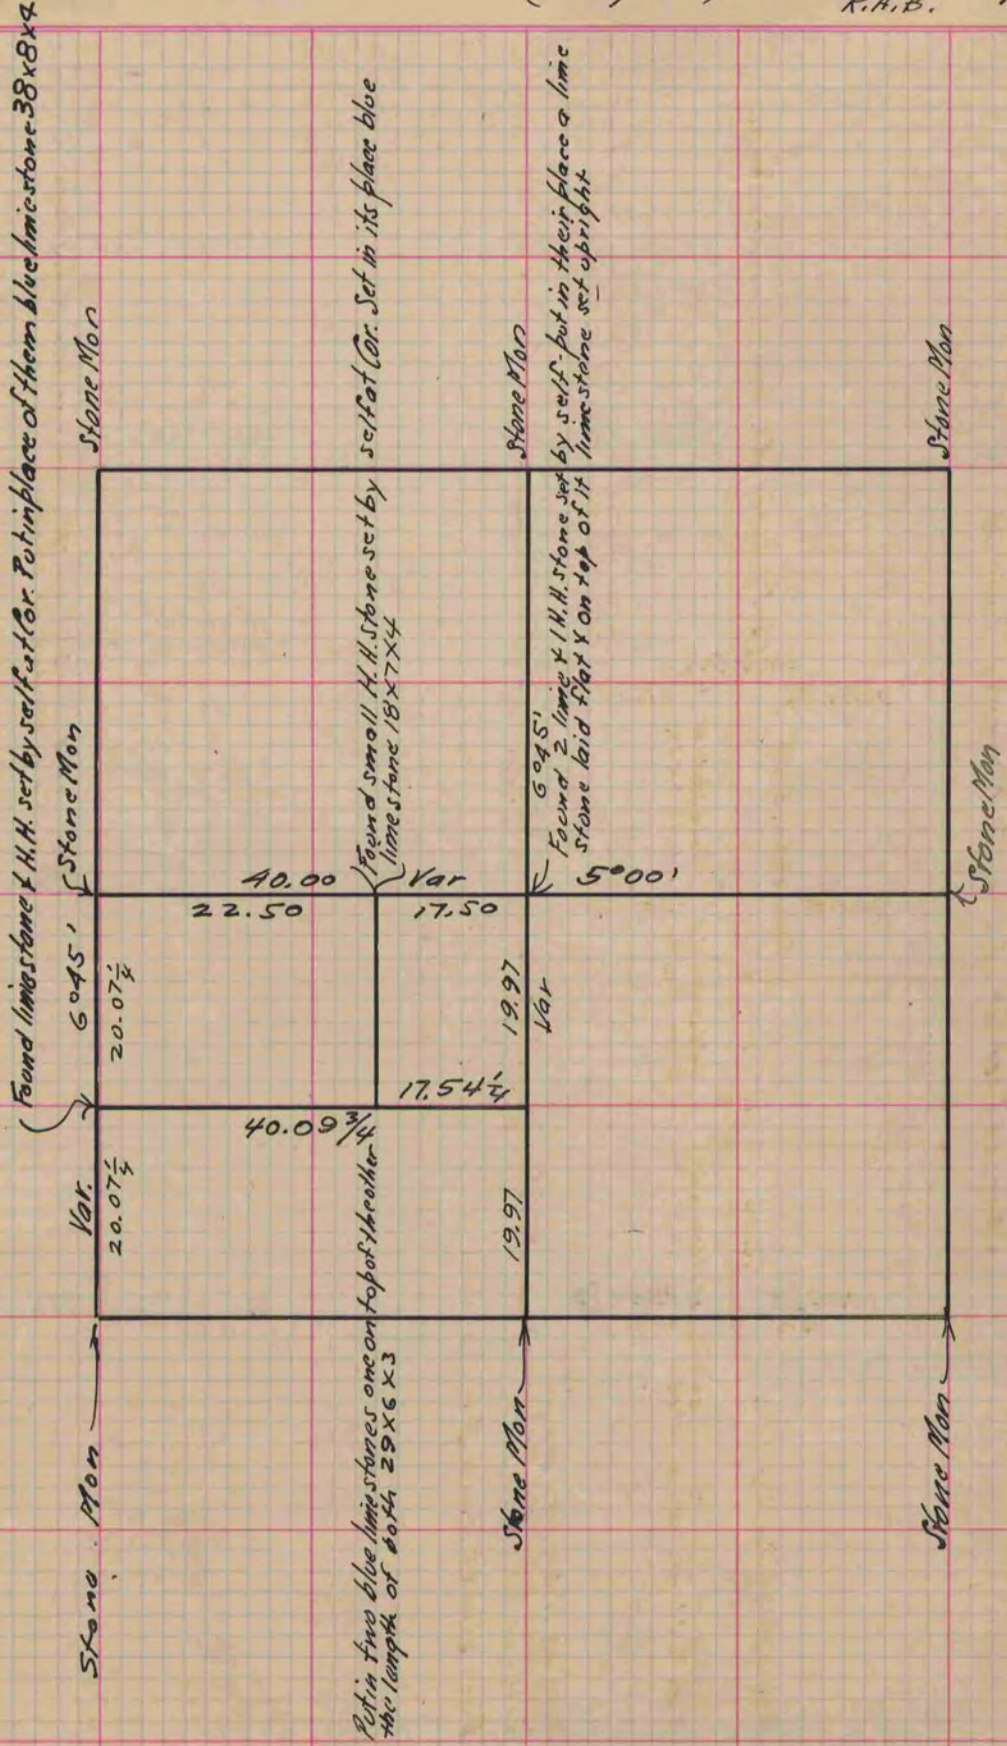 R.A.B.
Found limestone & H.H. set by self at Cor. Put in place of them blue limestone 38x8x4
Stone Mon
Var. 6°45'
Stone Mon
Stone Mon
20.07¼
20.07¼
40.00
22.50
Found small H.H. stone set by self at Cor. Set in its place blue
limestone 18x7x4
Var
17.50
5°00'
40.09¾
17.54¼
Put in two blue limestones one on top of the other
the length of both 29x6x3
19.97
19.97
Var
6°45'
Stone Mon
Stone Mon
Found 2 lime & 1 H.H. stone set by self - put in their place a lime
stone laid flat & on top of it limestone set upright
Stone Mon
Stone Mon
Stone Mon